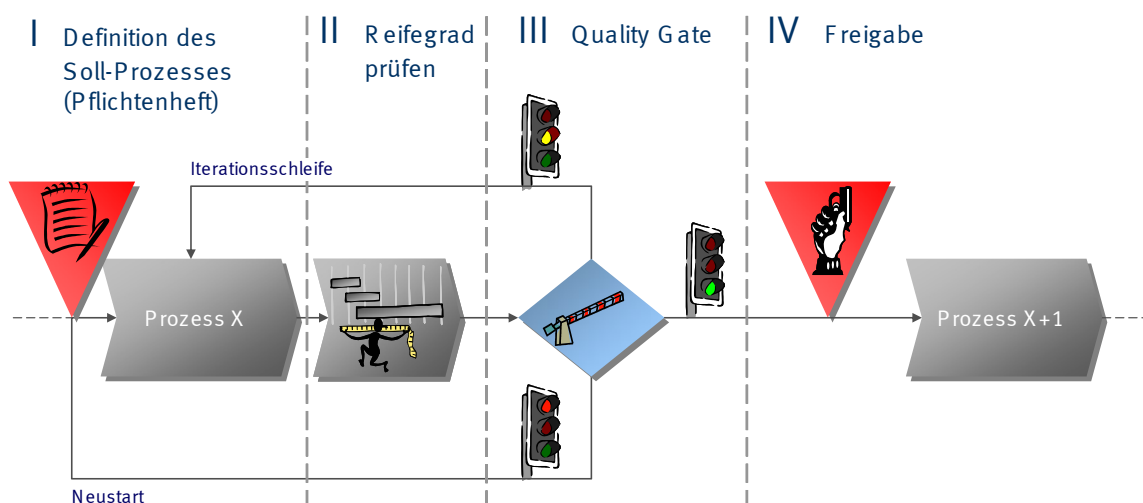 I Definition des
Soll-Prozesses
(Pflichtenheft)
II Reifegrad
prüfen
III Quality Gate
IV Freigabe
Iterationsschleife
Prozess X
Prozess X+1
Neustart